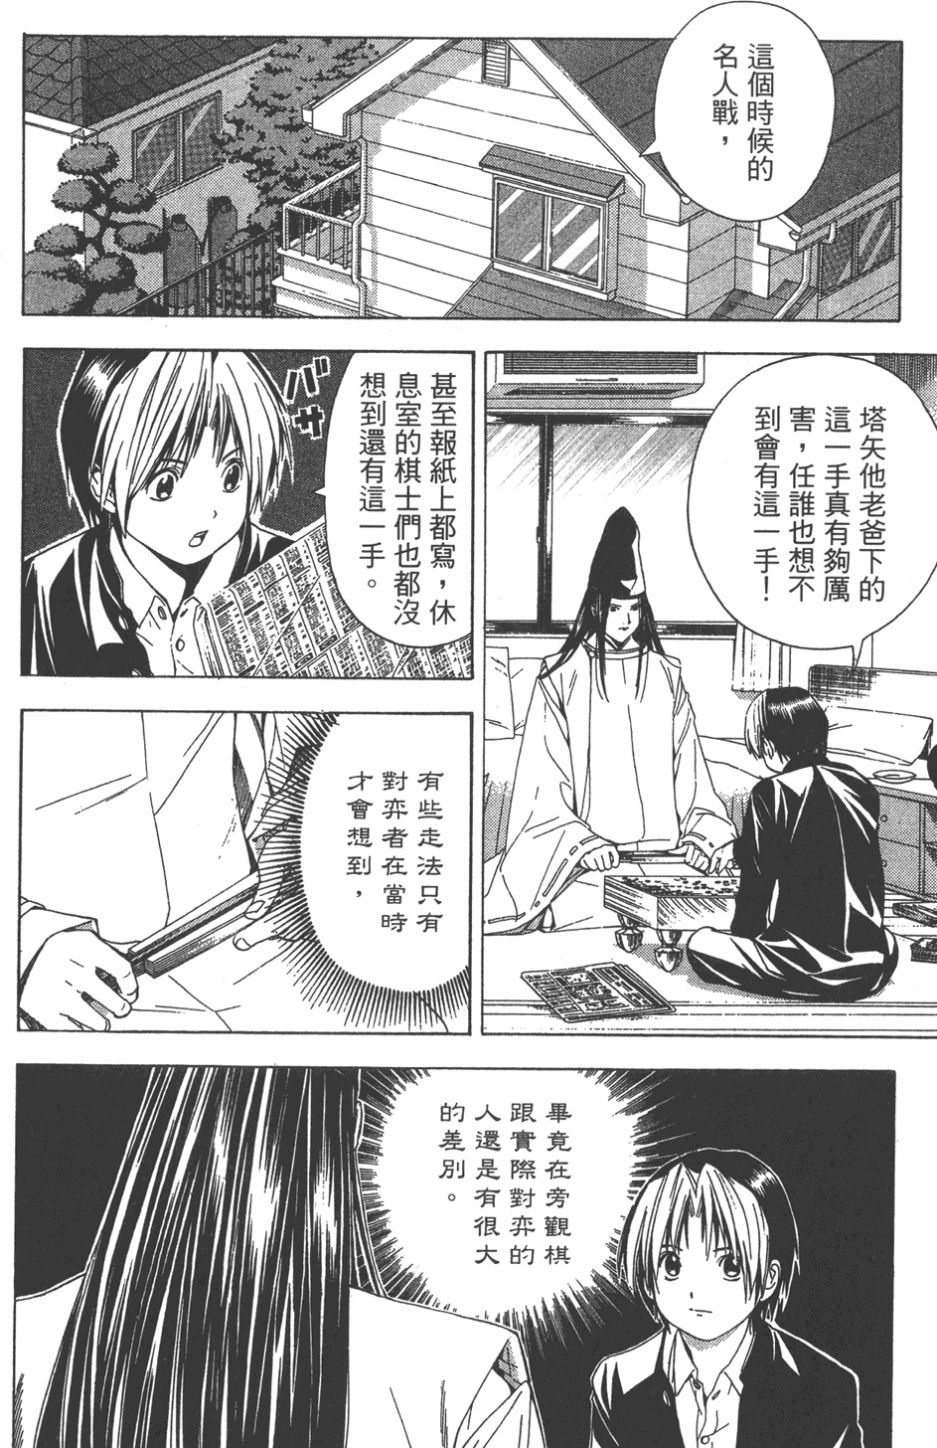 這個時候的
名人戰，
塔矢他老爸下的
這一手真有夠厲
害，任誰也想不
到會有這一手！
バサ
甚至報紙上都寫，休
息室的棋士們也都沒
想到還有這一手。
有些走法只有
對弈者在當時
才會想到，
畢竟在旁觀棋
跟實際對弈的
人還是有很大
的差別。